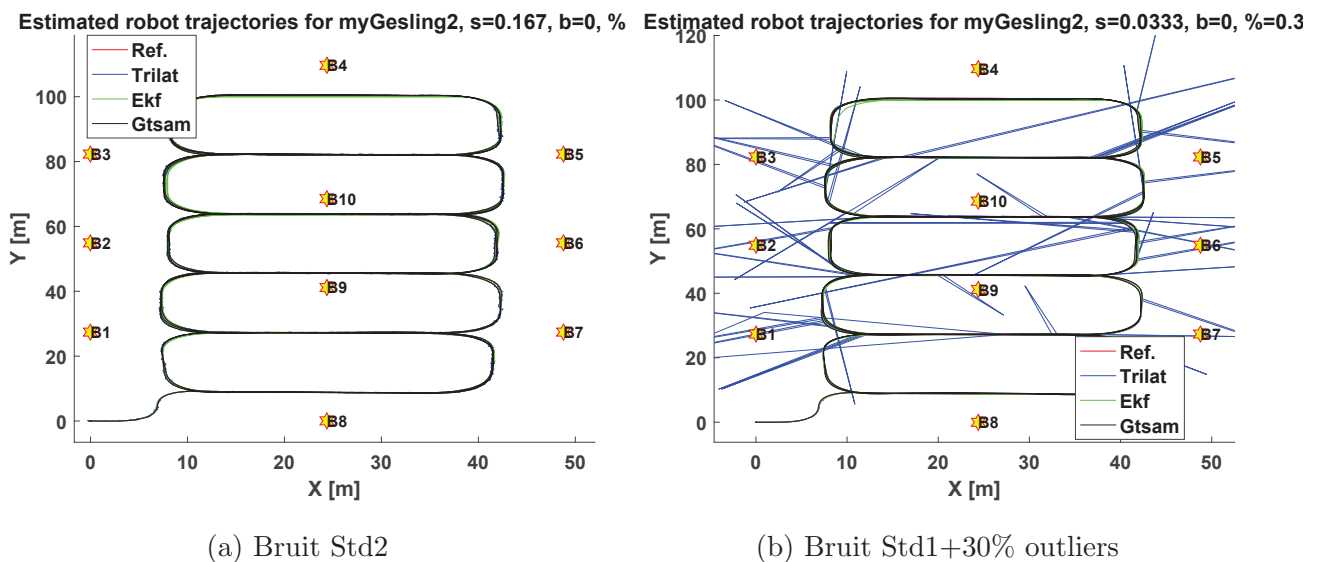 Estimated robot trajectories for myGesling2, s=0.167, b=0, %
Ref.
Trilat
Ekf
Gtsam
B4
B3
B5
B10
B2
B6
B9
B1
B7
B8
100
80
60
40
20
0
Y [m]
0 10 20 30 40 50
X [m]
(a) Bruit Std2
Estimated robot trajectories for myGesling2, s=0.0333, b=0, %=0.3
B4
B3
B5
B10
B2
B6
B9
B1
B7
Ref.
Trilat
Ekf
Gtsam
B8
120
100
80
60
40
20
0
Y [m]
0 10 20 30 40 50
X [m]
(b) Bruit Std1+30% outliers